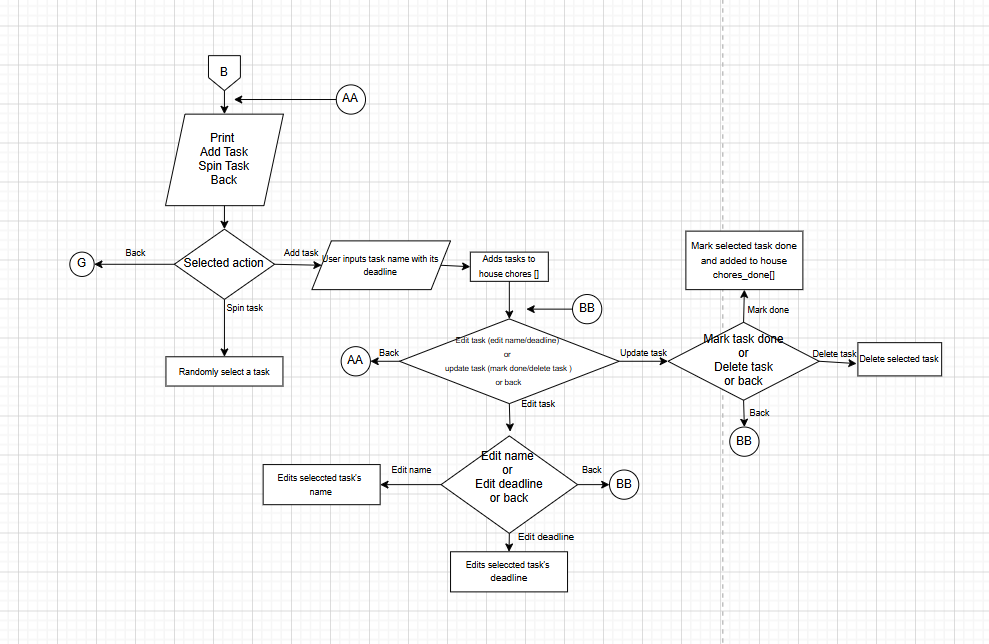 B
AA
Print
Add Task
Spin Task
Back
Selected action
Back
G
Add task
User inputs task name with its
deadline
Adds tasks to
house chores []
Spin task
Randomly select a task
BB
Edit task (edit name/deadline)
or
update task (mark done/delete task )
or back
Back
AA
Update task
Mark task done
or
Delete task
or back
Mark done
Mark selected task done
and added to house
chores_done[]
Delete task
Delete selected task
Back
BB
Edit task
Edit name
or
Edit deadline
or back
Edit name
Edits seleccted task's
name
Back
BB
Edit deadline
Edits seleccted task's
deadline